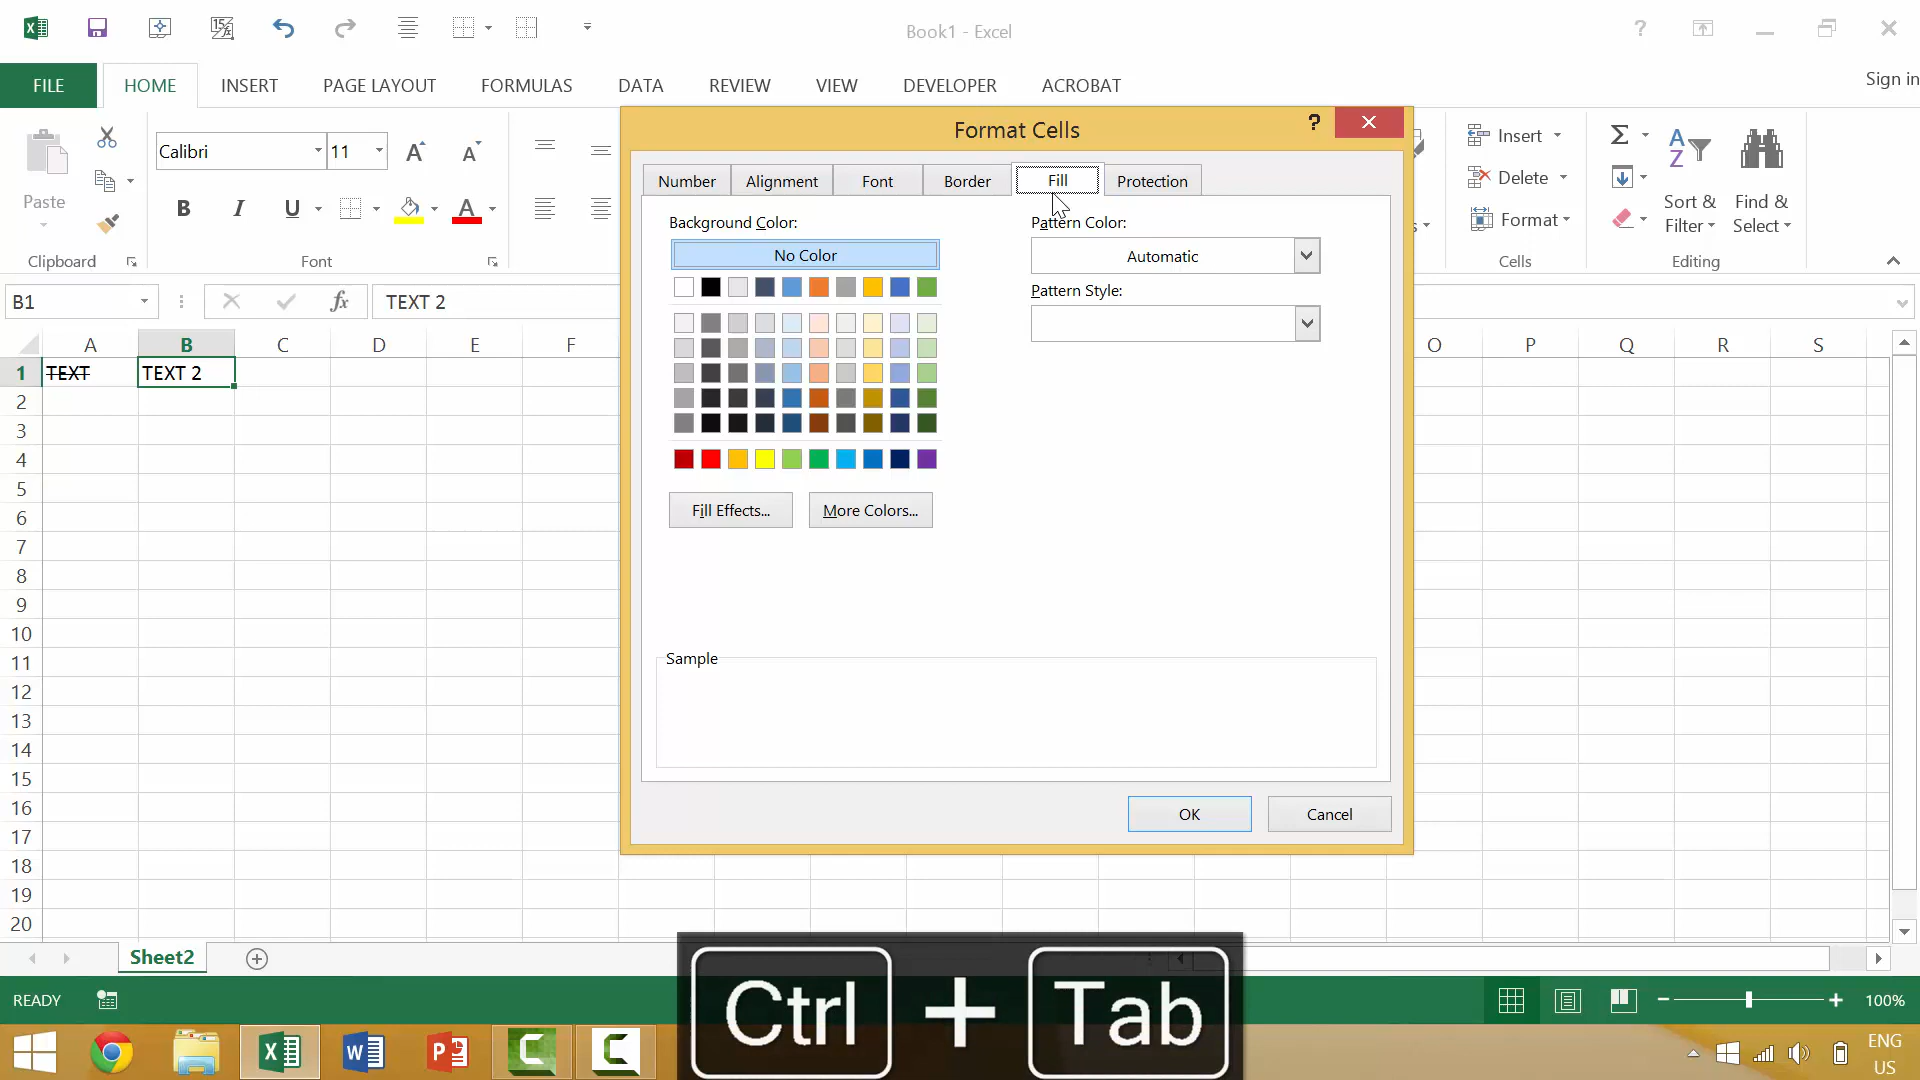 Book1 - Excel
?
Sign in
FILE HOME INSERT PAGE LAYOUT FORMULAS DATA REVIEW VIEW DEVELOPER ACROBAT
Paste
Clipboard
Calibri 11
B I U A
Font
Insert
Delete
Format
Cells
Sort & Filter
Find & Select
Editing
B1 fx TEXT 2
A B C D E F O P Q R S
1 TEXT TEXT 2
2
3
4
5
6
7
8
9
10
11
12
13
14
15
16
17
18
19
20
Format Cells ?
Number Alignment Font Border Fill Protection
Background Color:
No Color
Fill Effects... More Colors...
Pattern Color:
Automatic
Pattern Style:
Sample
OK Cancel
Sheet2
READY 100%
Ctrl + Tab
ENG
US